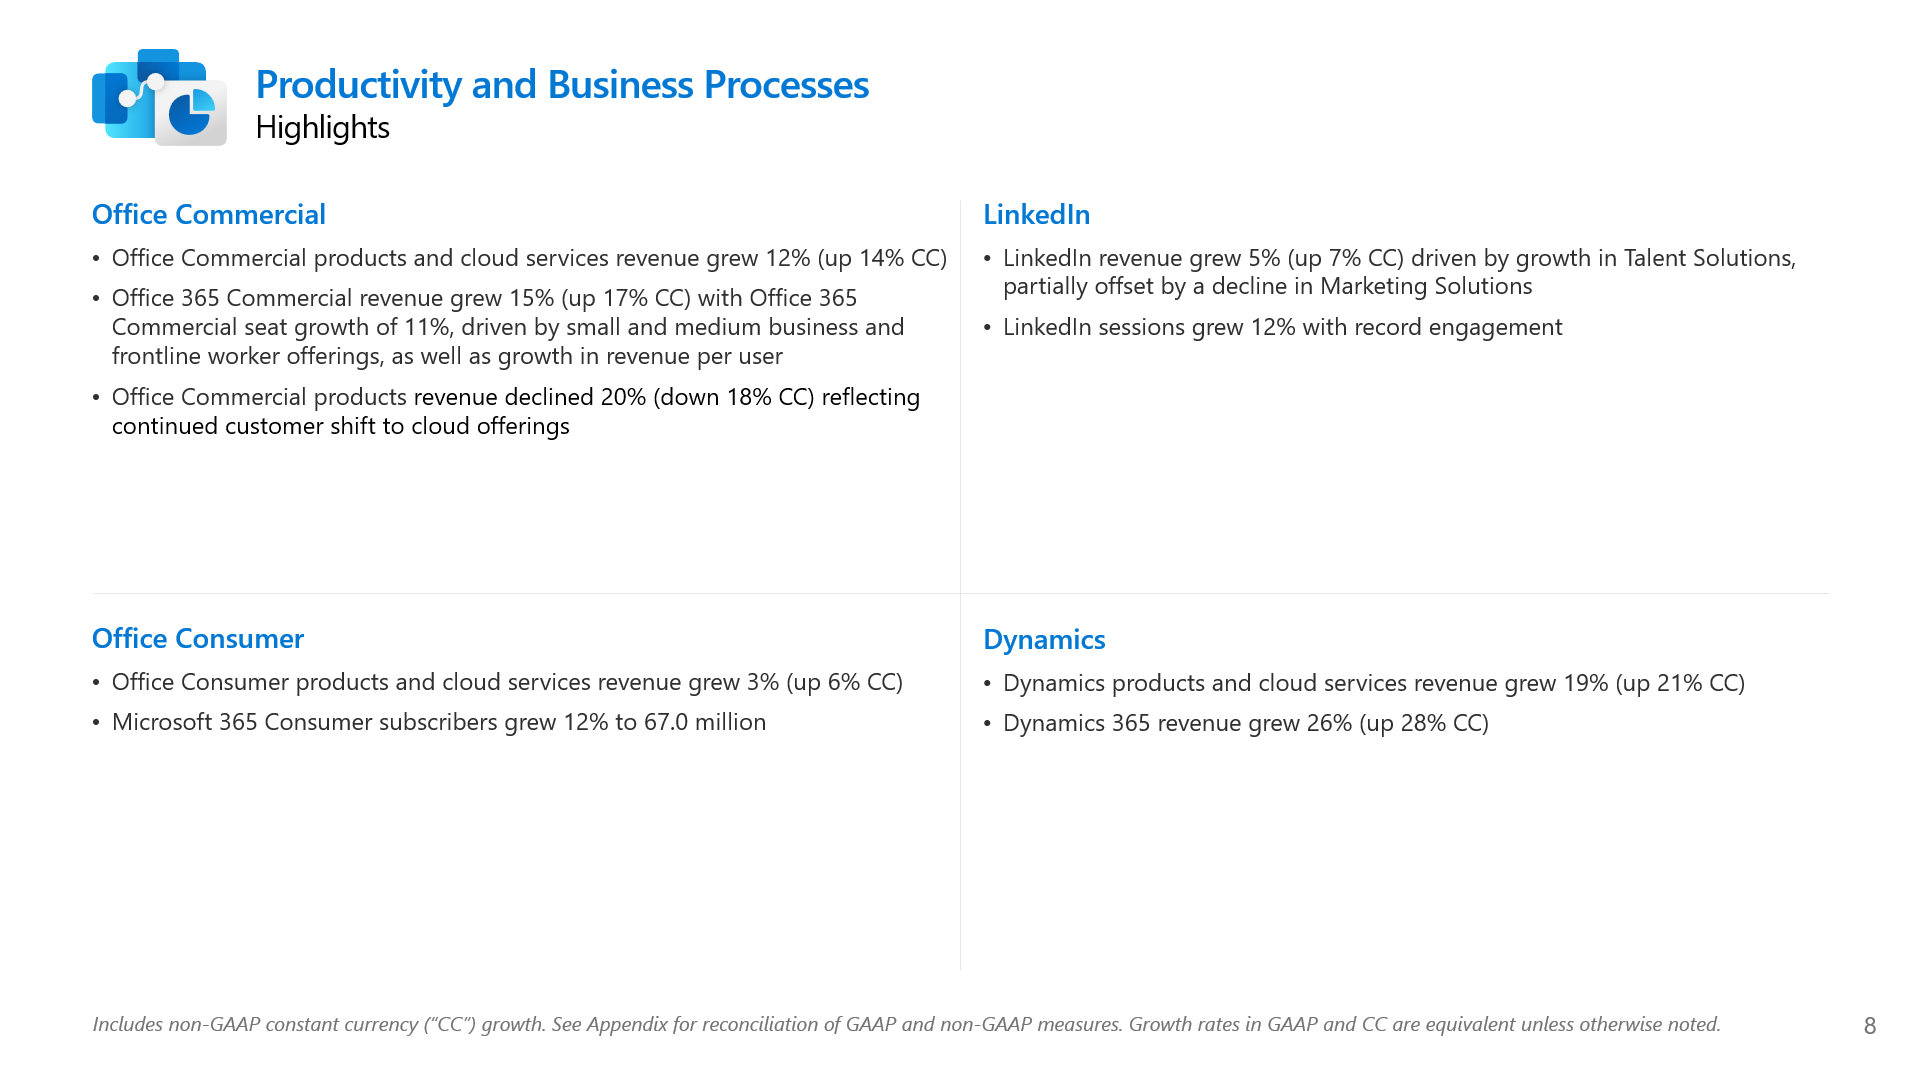 Productivity and Business Processes
Highlights
Office Commercial
• Office Commercial products and cloud services revenue grew 12% (up 14% CC)
• Office 365 Commercial revenue grew 15% (up 17% CC) with Office 365
Commercial seat growth of 11%, driven by small and medium business and
frontline worker offerings, as well as growth in revenue per user
• Office Commercial products revenue declined 20% (down 18% CC) reflecting
continued customer shift to cloud offerings
LinkedIn
• LinkedIn revenue grew 5% (up 7% CC) driven by growth in Talent Solutions,
partially offset by a decline in Marketing Solutions
• LinkedIn sessions grew 12% with record engagement
Office Consumer
• Office Consumer products and cloud services revenue grew 3% (up 6% CC)
• Microsoft 365 Consumer subscribers grew 12% to 67.0 million
Dynamics
• Dynamics products and cloud services revenue grew 19% (up 21% CC)
• Dynamics 365 revenue grew 26% (up 28% CC)
Includes non-GAAP constant currency (“CC”) growth. See Appendix for reconciliation of GAAP and non-GAAP measures. Growth rates in GAAP and CC are equivalent unless otherwise noted.
8